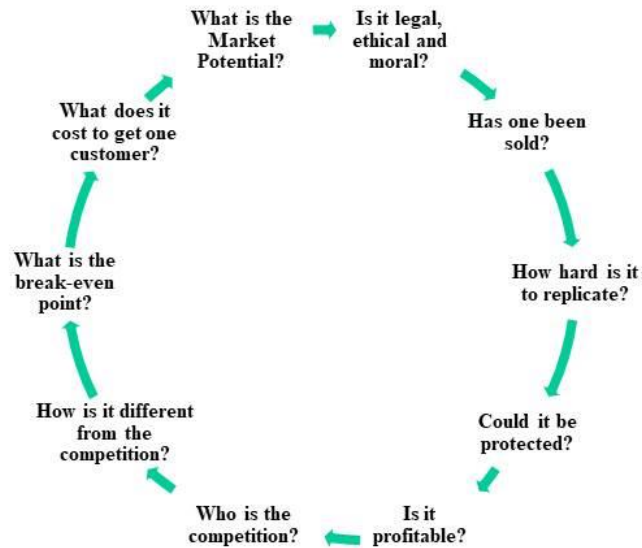 What is the
Market
Potential?
Is it legal,
ethical and
moral?
Has one been
sold?
How hard is it
to replicate?
Could it be
protected?
Is it
profitable?
Who is the
competition?
How is it different
from the
competition?
What is the
break-even
point?
What does it
cost to get one
customer?